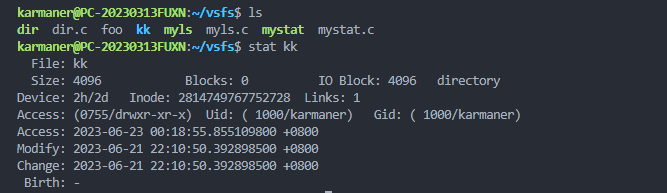 karmaner@PC-20230313FUXN:~/vsfs$ ls
dir dir.c foo kk myls myls.c mystat mystat.c
karmaner@PC-20230313FUXN:~/vsfs$ stat kk
File: kk
Size: 4096 Blocks: 0 IO Block: 4096 directory
Device: 2h/2d Inode: 2814749767752728 Links: 1
Access: (0755/drwxr-xr-x) Uid: ( 1000/karmaner) Gid: ( 1000/karmaner)
Access: 2023-06-23 00:18:55.855109800 +0800
Modify: 2023-06-21 22:10:50.392898500 +0800
Change: 2023-06-21 22:10:50.392898500 +0800
Birth: -